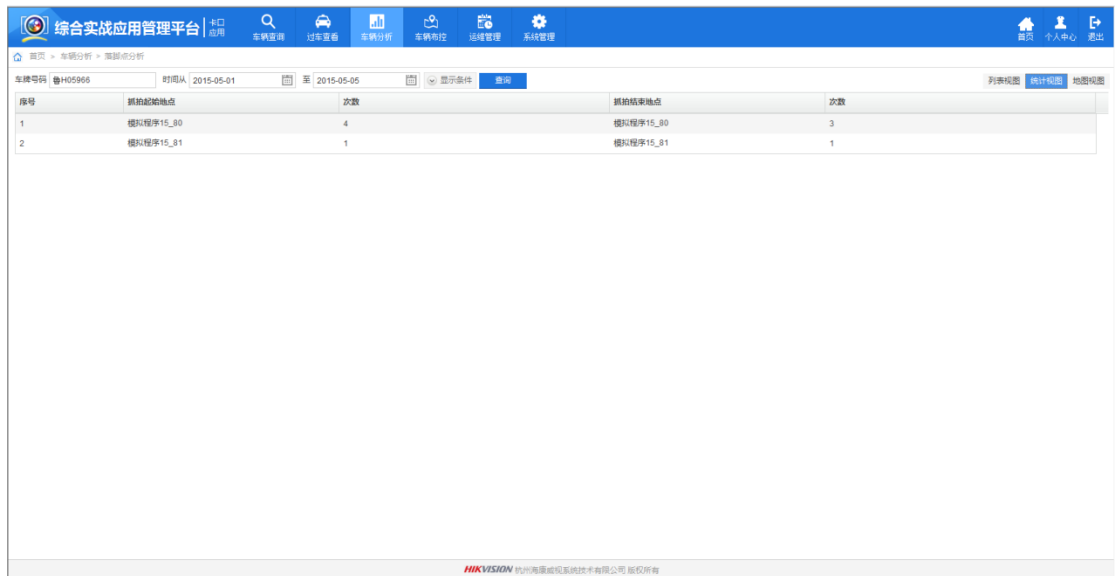 综合实战应用管理平台 卡口应用 车辆查询 过车查看 车辆分析 车辆布控 运维管理 系统管理 首页 个人中心 退出
首页 > 车辆分析 > 落脚点分析
车牌号码 鲁H05966 时间从 2015-05-01 至 2015-05-05 显示条件 查询 列表视图 统计视图 地图视图
序号 抓拍起始地点 次数 抓拍结束地点 次数
1 模拟程序15_80 4 模拟程序15_80 3
2 模拟程序15_81 1 模拟程序15_81 1
HIKVISION 杭州海康威视系统技术有限公司 版权所有